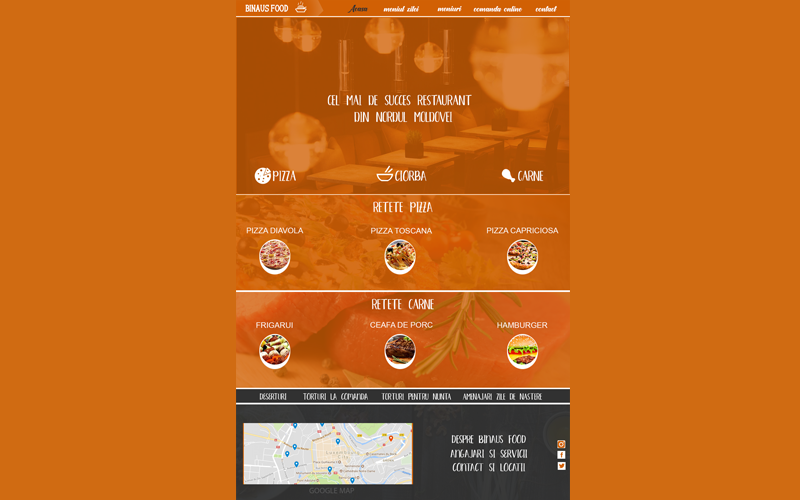 BINAUS FOOD
Acasa meniul zilei meniuri comanda online contact
CEL MAI DE SUCCES RESTAURANT
DIN NORDUL MOLDOVEI
PIZZA CIORBA CARNE
RETETE PIZZA
PIZZA DIAVOLA PIZZA TOSCANA PIZZA CAPRICIOSA
RETETE CARNE
FRIGARUI CEAFA DE PORC HAMBURGER
DESERTURI TORTURI LA COMANDA TORTURI PENTRU NUNTA AMENAJARI ZILE DE NASTERE
DESPRE BINAUS FOOD
ANGAJARI SI SERVICII
CONTACT SI LOCATII
GOOGLE MAP